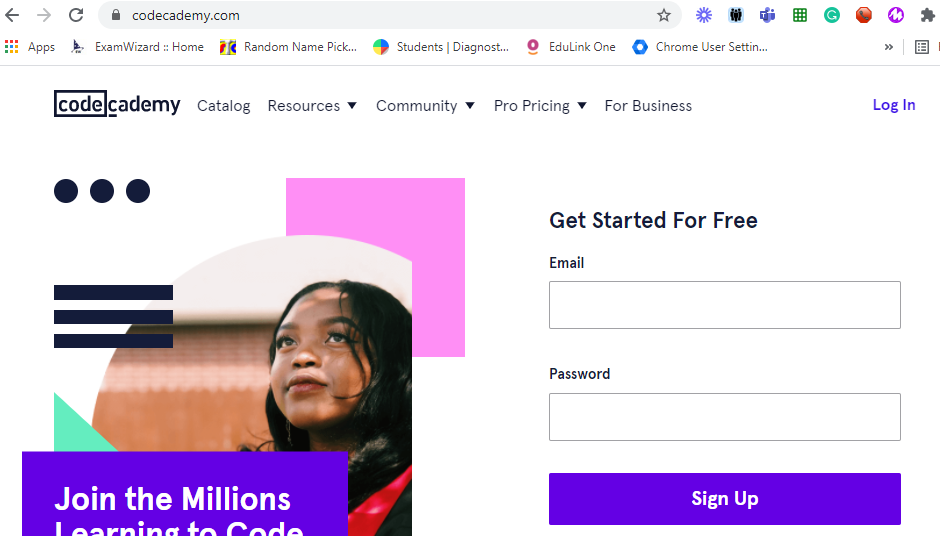 codecademy.com
Apps ExamWizard :: Home Random Name Pick... Students | Diagnost... EduLink One Chrome User Settin... »
codecademy Catalog Resources Community Pro Pricing For Business Log In
Get Started For Free
Email
Password
Sign Up
Join the Millions
Learning to Code